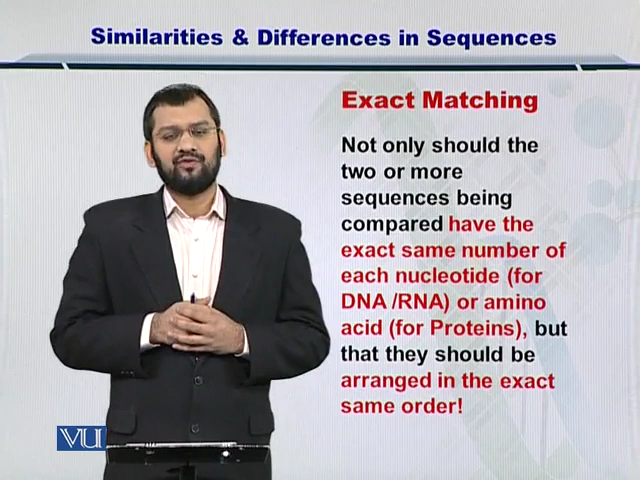 Similarities & Differences in Sequences
Exact Matching
Not only should the
two or more
sequences being
compared have the
exact same number of
each nucleotide (for
DNA /RNA) or amino
acid (for Proteins), but
that they should be
arranged in the exact
same order!
VU